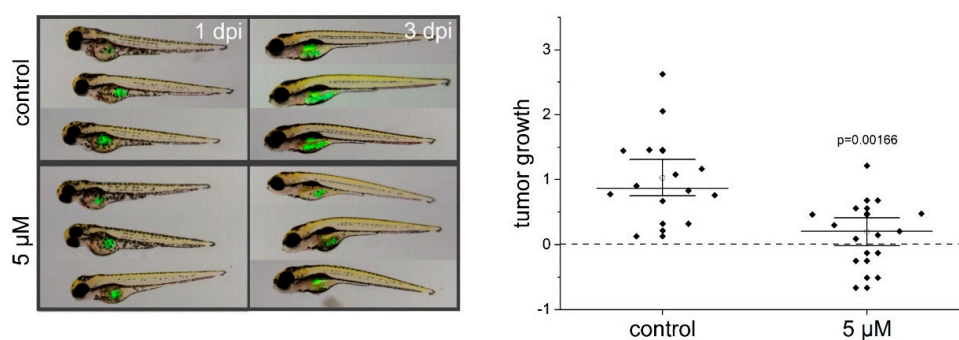 1 dpi
3 dpi
control
5 µM
tumor growth
3
2
1
0
-1
p=0.00166
control
5 µM